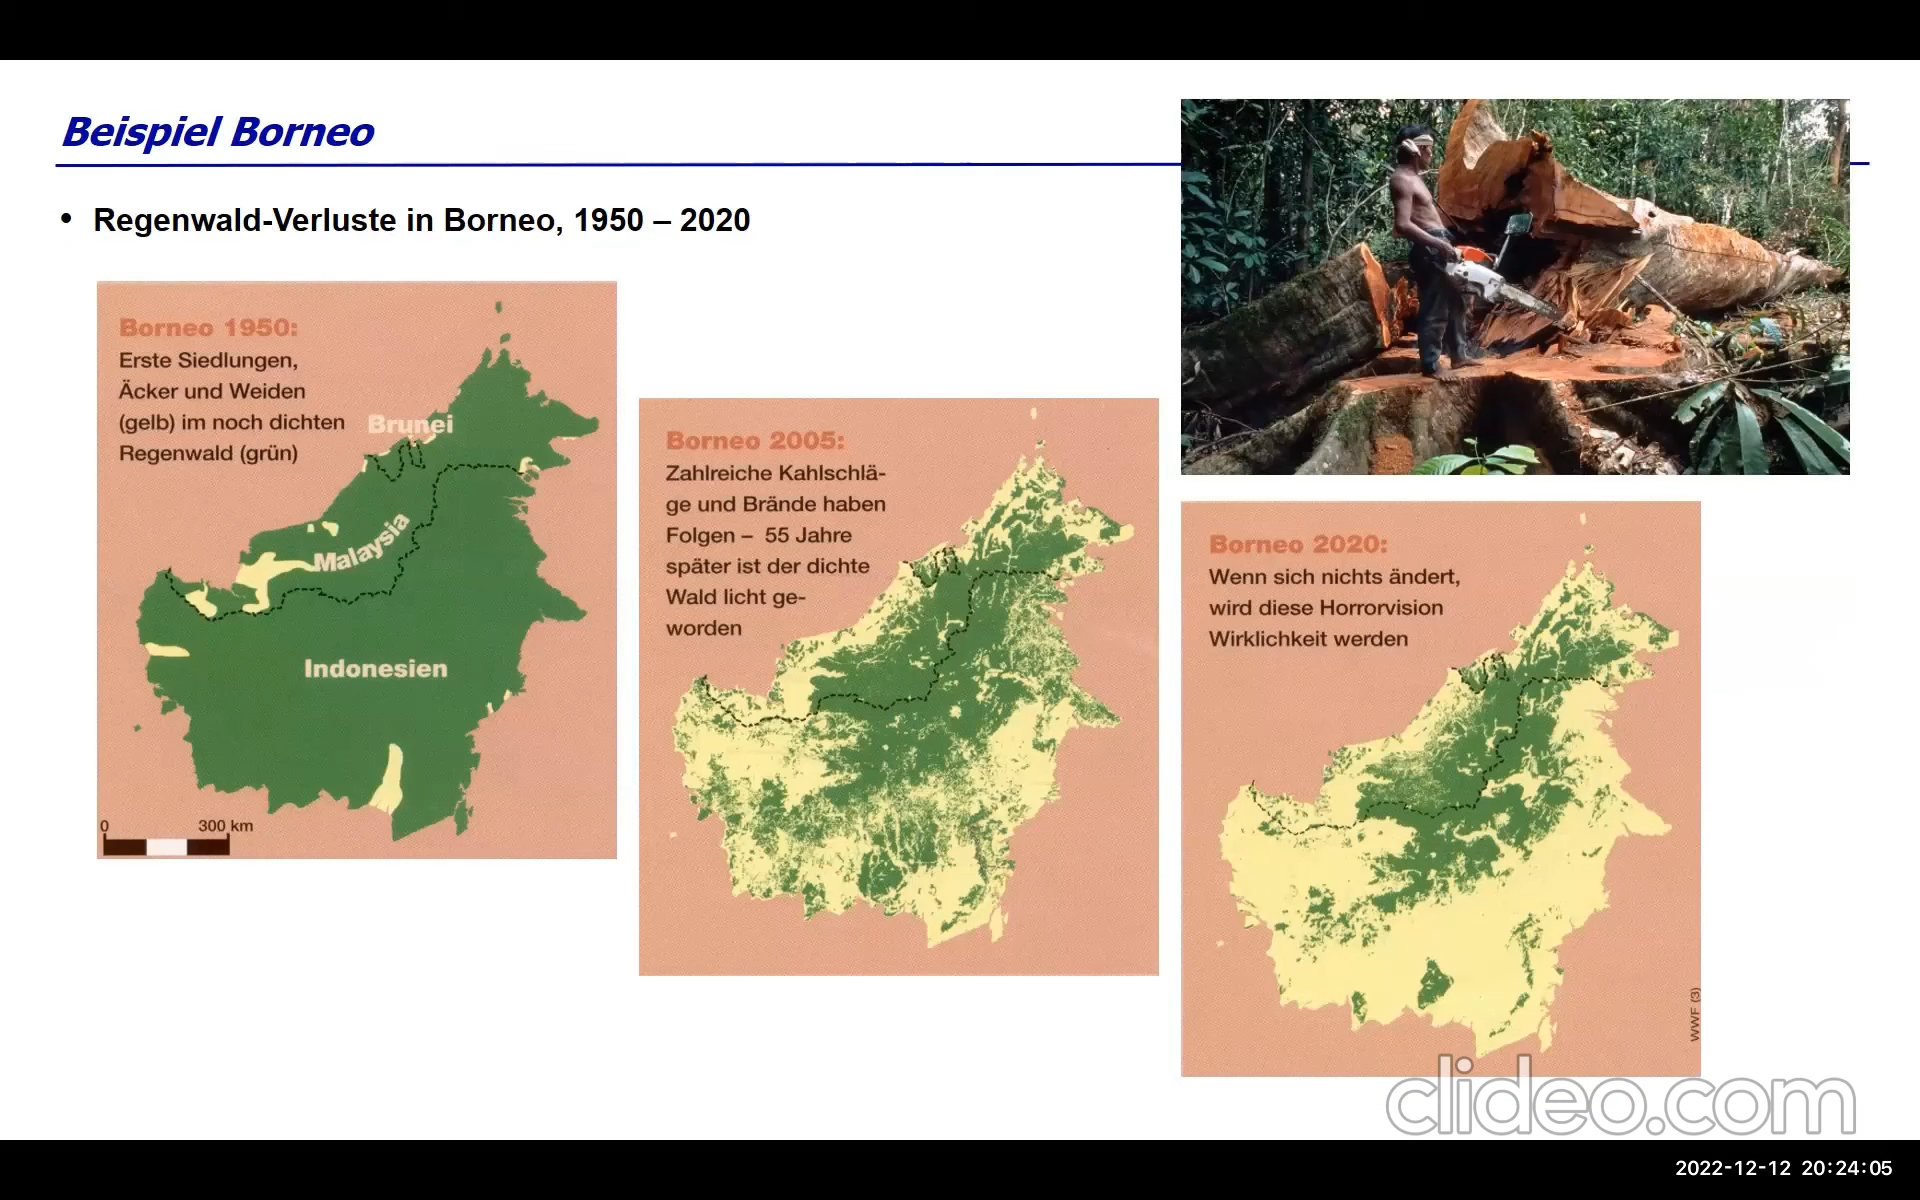 Beispiel Borneo
• Regenwald-Verluste in Borneo, 1950 – 2020
Borneo 1950:
Erste Siedlungen,
Äcker und Weiden
(gelb) im noch dichten
Regenwald (grün)
Brunei
Malaysia
Indonesien
0 300 km
Borneo 2005:
Zahlreiche Kahlschlä-
ge und Brände haben
Folgen – 55 Jahre
später ist der dichte
Wald licht ge-
worden
Borneo 2020:
Wenn sich nichts ändert,
wird diese Horrorvision
Wirklichkeit werden
WWF (3)
clideo.com
2022-12-12 20:24:05